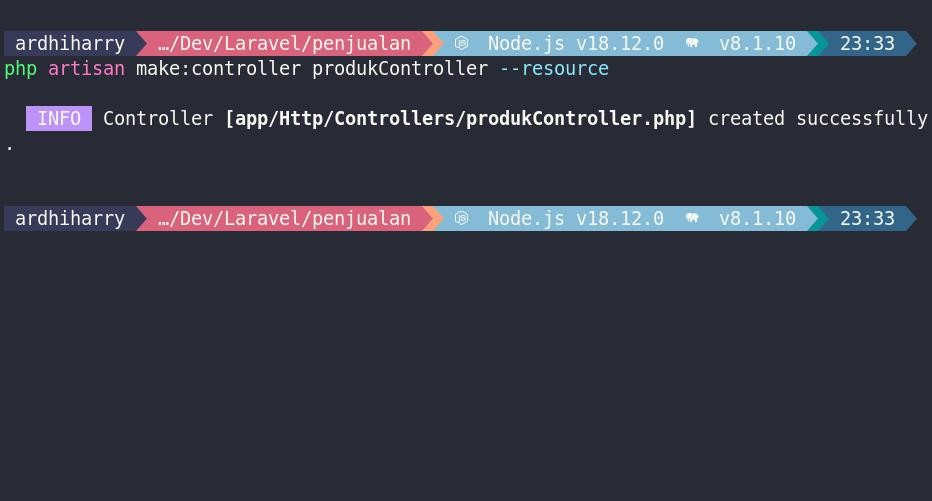 ardhiharry …/Dev/Laravel/penjualan Node.js v18.12.0 v8.1.10 23:33
php artisan make:controller produkController --resource
INFO Controller [app/Http/Controllers/produkController.php] created successfully
.
ardhiharry …/Dev/Laravel/penjualan Node.js v18.12.0 v8.1.10 23:33